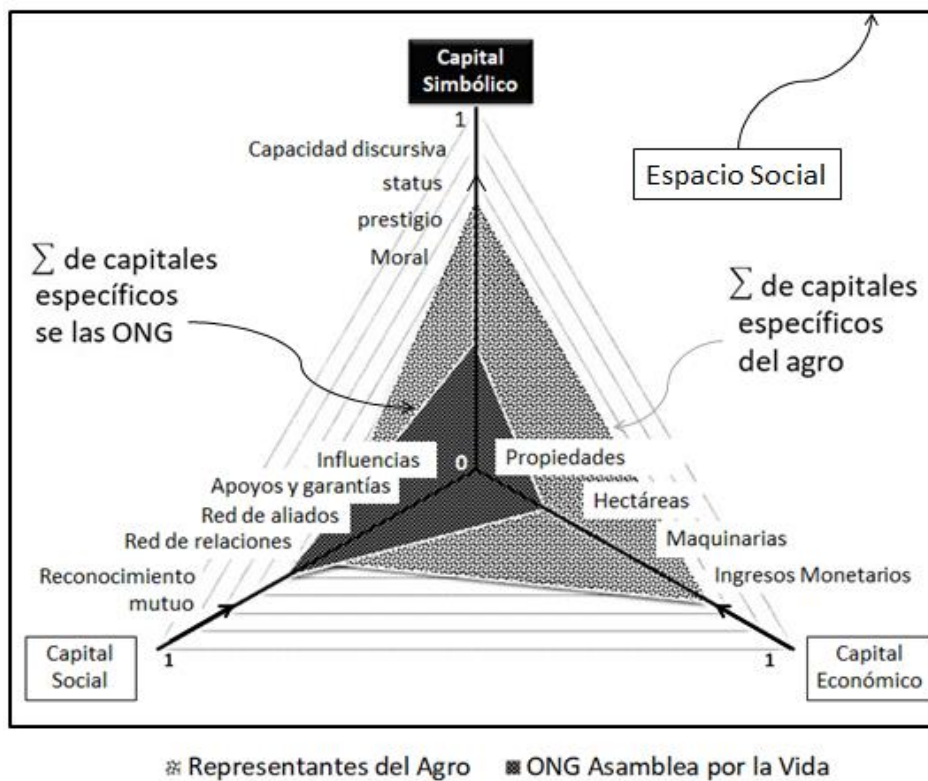 Capital
Simbólico
1
Capacidad discursiva
status
prestigio
Moral
Espacio Social
∑ de capitales
específicos
se las ONG
∑ de capitales
específicos
del agro
Influencias
Apoyos y garantías
Red de aliados
Red de relaciones
Reconocimiento
mutuo
0
Propiedades
Hectáreas
Maquinarias
Ingresos Monetarios
Capital
Social
1
1
Capital
Económico
Representantes del Agro
ONG Asamblea por la Vida